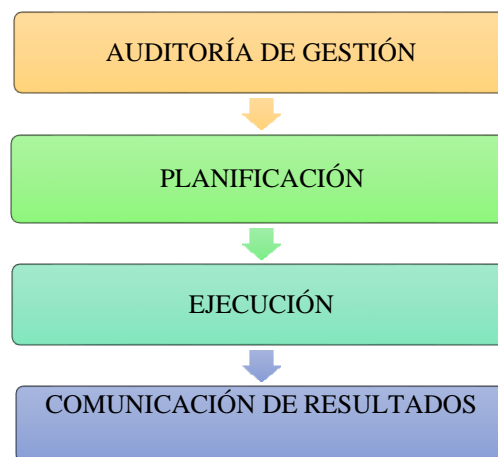 AUDITORÍA DE GESTIÓN
PLANIFICACIÓN
EJECUCIÓN
COMUNICACIÓN DE RESULTADOS